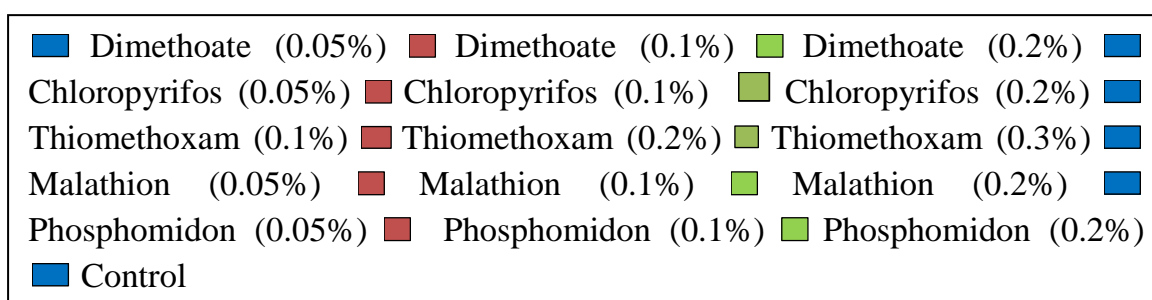 Dimethoate (0.05%) Dimethoate (0.1%) Dimethoate (0.2%)
Chloropyrifos (0.05%) Chloropyrifos (0.1%) Chloropyrifos (0.2%)
Thiomethoxam (0.1%) Thiomethoxam (0.2%) Thiomethoxam (0.3%)
Malathion (0.05%) Malathion (0.1%) Malathion (0.2%)
Phosphomidon (0.05%) Phosphomidon (0.1%) Phosphomidon (0.2%)
Control